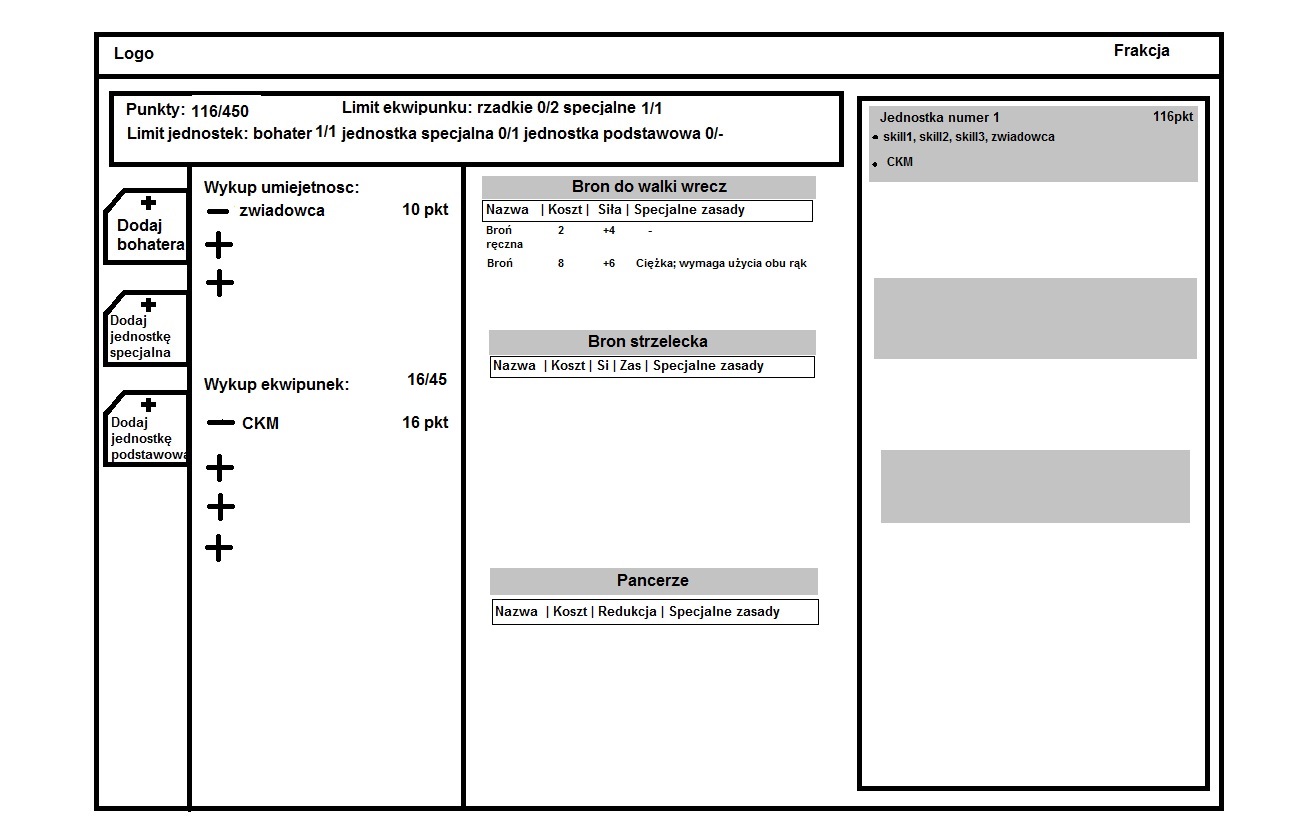 Logo
Frakcja
Punkty: 116/450
Limit ekwipunku: rzadkie 0/2 specjalne 1/1
Limit jednostek: bohater 1/1 jednostka specjalna 0/1 jednostka podstawowa 0/-
Dodaj
bohatera
Dodaj
jednostkę
specjalna
Dodaj
jednostkę
podstawowa
Wykup umiejetnosc:
zwiadowca 10 pkt
Wykup ekwipunek: 16/45
CKM 16 pkt
Bron do walki wrecz
Nazwa | Koszt | Siła | Specjalne zasady
Broń 2 +4 -
ręczna
Broń 8 +6 Ciężka; wymaga użycia obu rąk
Bron strzelecka
Nazwa | Koszt | Si | Zas | Specjalne zasady
Pancerze
Nazwa | Koszt | Redukcja | Specjalne zasady
Jednostka numer 1 116pkt
skill1, skill2, skill3, zwiadowca
CKM